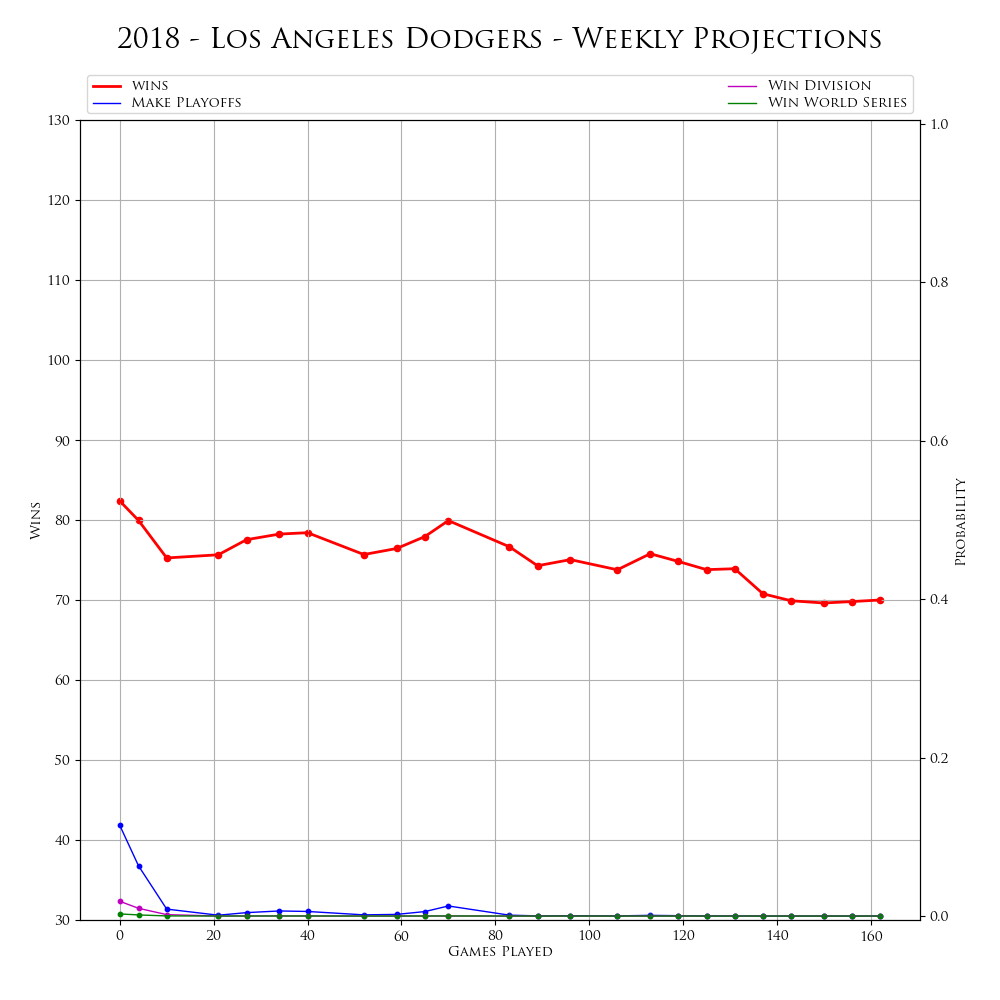 2018 - Los Angeles Dodgers - Weekly Projections
wins
Make Playoffs
Win Division
Win World Series
130
120
110
100
90
80
70
60
50
40
30
Wins
1.0
0.8
0.6
0.4
0.2
0.0
Probability
0 20 40 60 80 100 120 140 160
Games Played